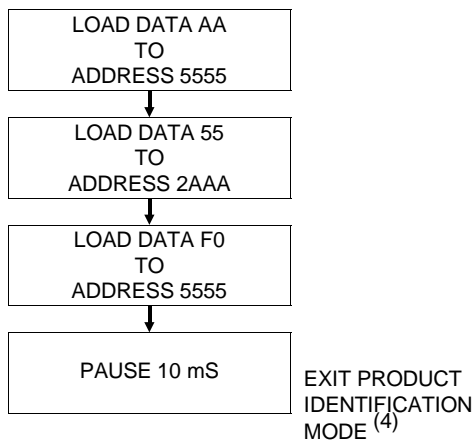 LOAD DATA AA
TO
ADDRESS 5555
LOAD DATA 55
TO
ADDRESS 2AAA
LOAD DATA F0
TO
ADDRESS 5555
PAUSE 10 mS
EXIT PRODUCT
IDENTIFICATION
MODE (4)